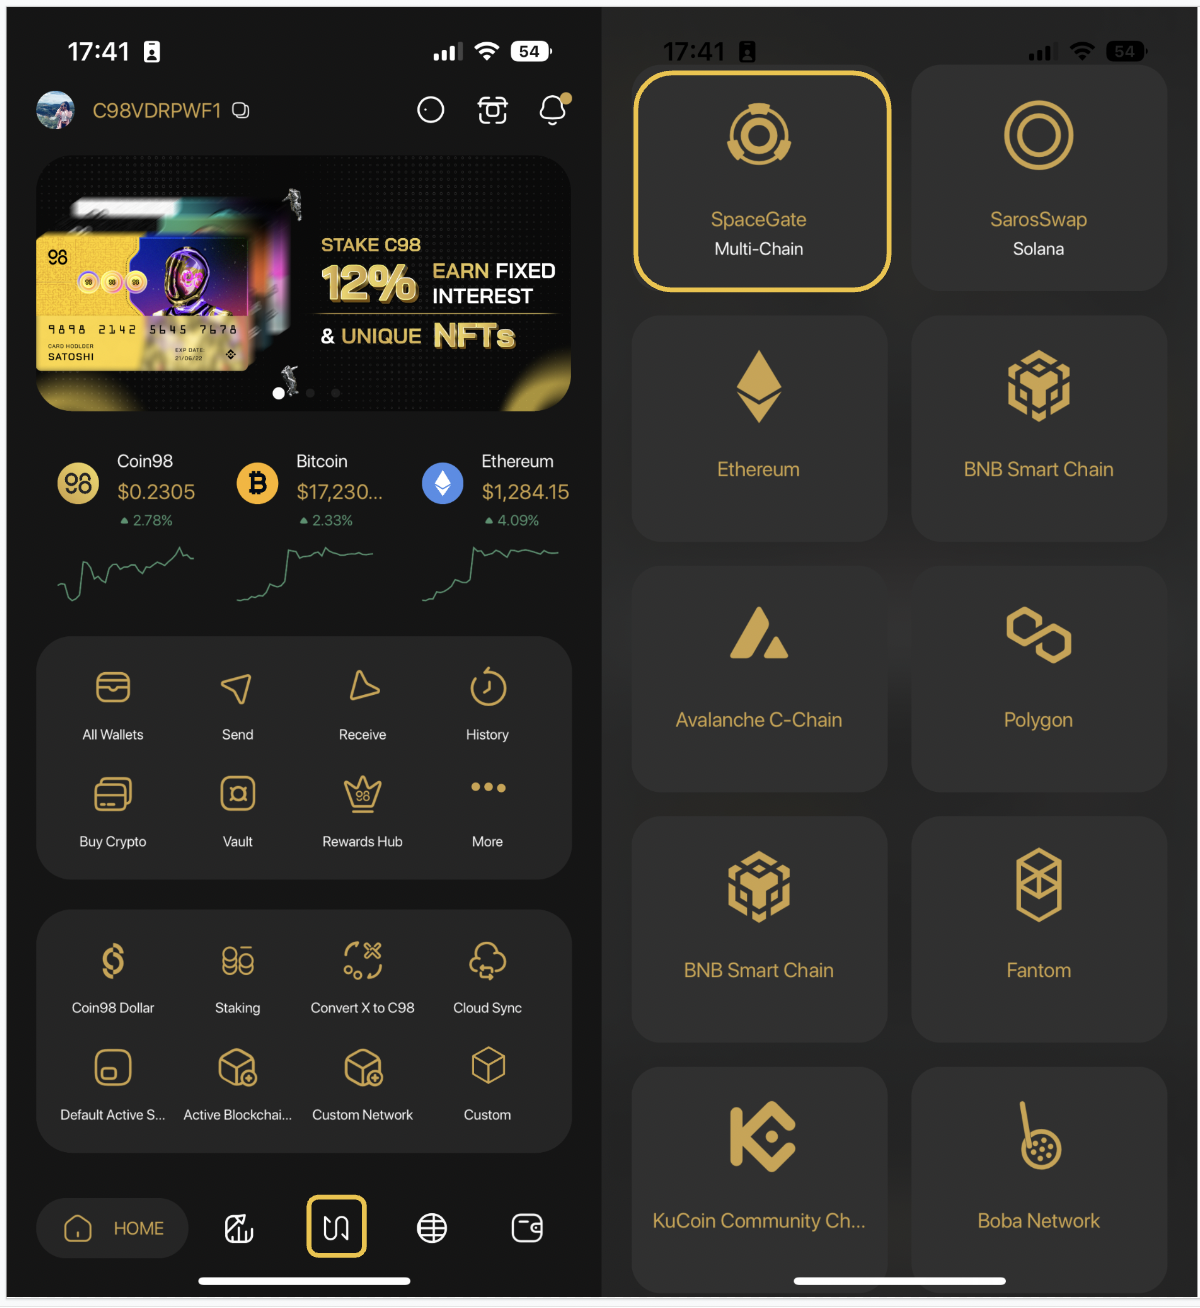 17:41
54
C98VDRPWF1
STAKE C98
12% EARN FIXED
INTEREST
& UNIQUE NFTs
98
9898 2142 5645 7678
CARD HODLDER
SATOSHI
EXP DATE:
21/06/22
Coin98
$0.2305
2.78%
Bitcoin
$17,230...
2.33%
Ethereum
$1,284.15
4.09%
All Wallets
Send
Receive
History
Buy Crypto
Vault
Rewards Hub
More
Coin98 Dollar
Staking
Convert X to C98
Cloud Sync
Default Active S...
Active Blockchai...
Custom Network
Custom
HOME
17:41
54
SpaceGate
Multi-Chain
SarosSwap
Solana
Ethereum
BNB Smart Chain
Avalanche C-Chain
Polygon
BNB Smart Chain
Fantom
KuCoin Community Ch...
Boba Network